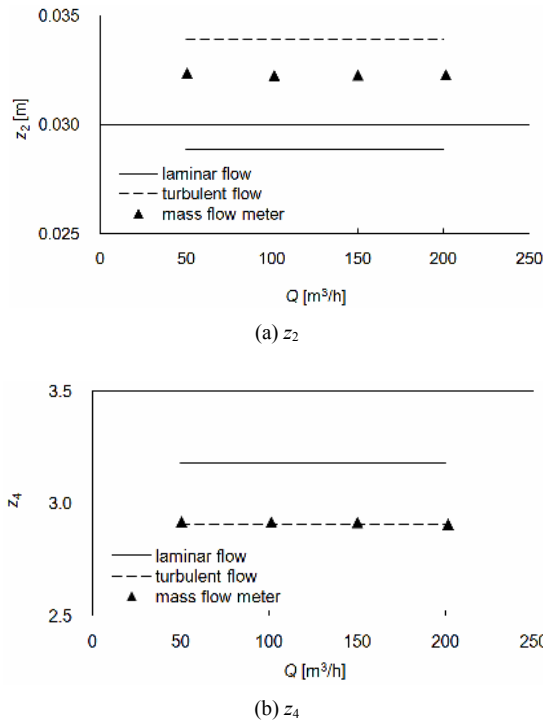 0.035
z₂ [m]
0.030
laminar flow
turbulent flow
mass flow meter
0.025
0 50 100 150 200 250
Q [m³/h]
(a) z₂
3.5
z₄
3.0
laminar flow
turbulent flow
mass flow meter
2.5
0 50 100 150 200 250
Q [m³/h]
(b) z₄